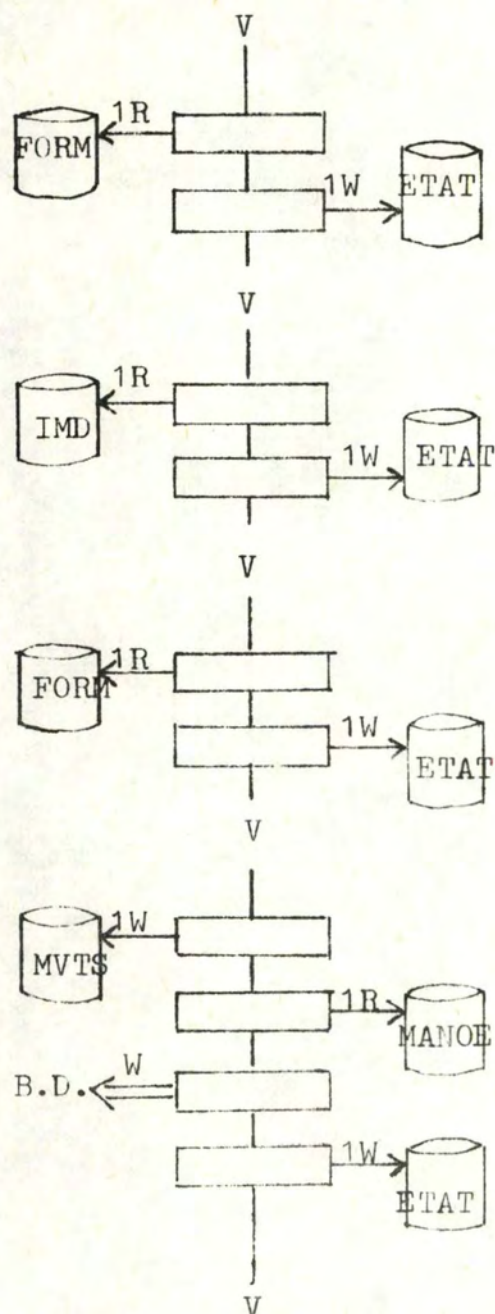 V
1R
FORM
1W
ETAT
V
1R
IMD
1W
ETAT
V
1R
FORM
1W
ETAT
V
1W
MVTS
1R
MANOE
W
B.D.
1W
ETAT
V